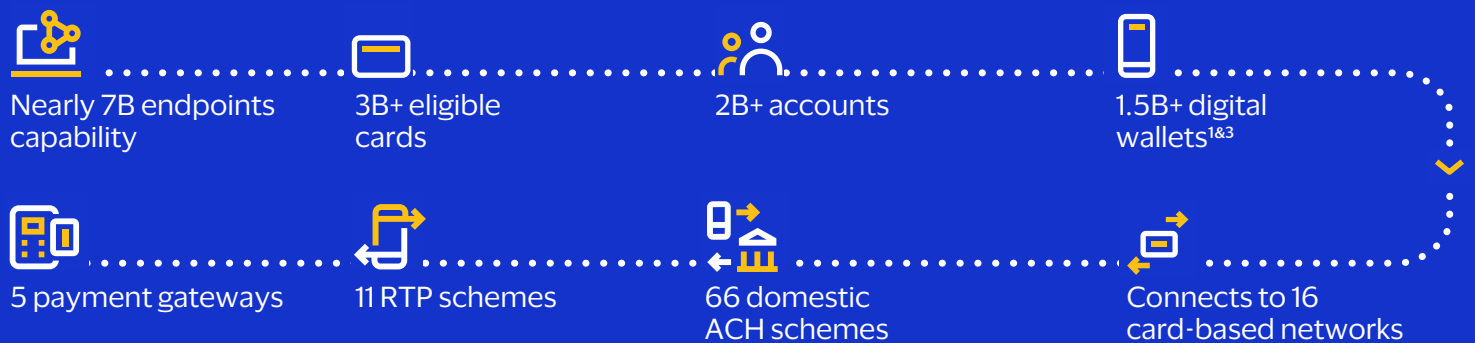 Nearly 7B endpoints
capability
3B+ eligible
cards
2B+ accounts
1.5B+ digital
wallets¹&³
5 payment gateways
11 RTP schemes
66 domestic
ACH schemes
Connects to 16
card-based networks